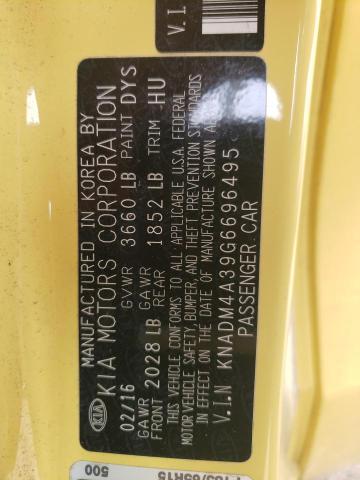 V.I
KIA
MANUFACTURED IN KOREA BY
KIA MOTORS CORPORATION
02/16 GVWR 3660 LB PAINT DYS
GAWR FRONT 2028 LB GAWR REAR 1852 LB TRIM HU
THIS VEHICLE CONFORMS TO ALL APPLICABLE U.S.A. FEDERAL
MOTOR VEHICLE SAFETY, BUMPER, AND THEFT PREVENTION STANDARDS
IN EFFECT ON THE DATE OF MANUFACTURE SHOWN
V.I.N KNADM4A39G6696495
PASSENGER CAR
500